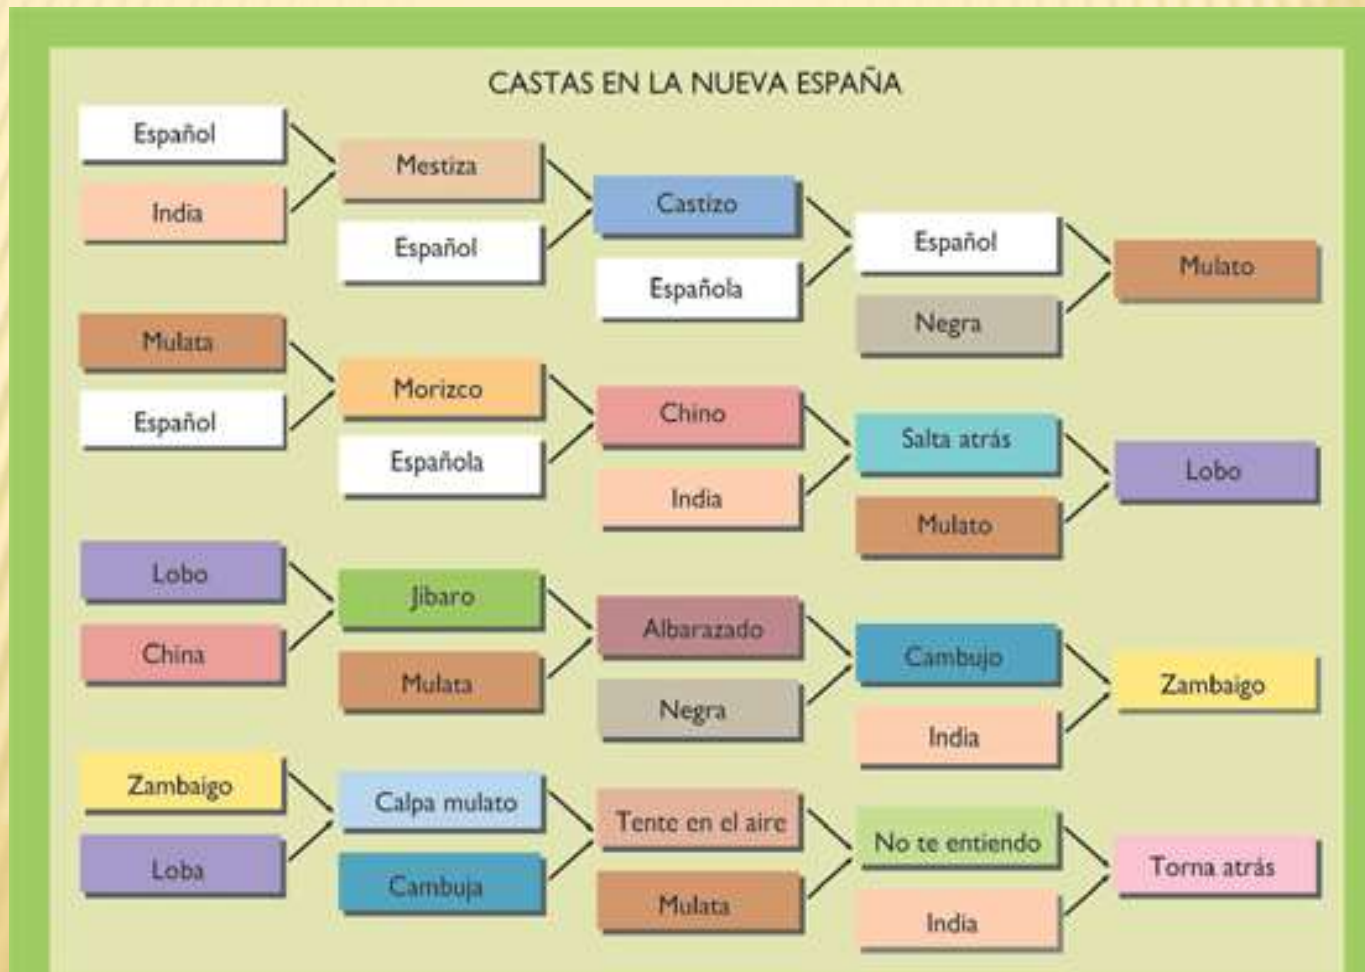 CASTAS EN LA NUEVA ESPAÑA
Español
India
Mestiza
Español
Castizo
Española
Español
Negra
Mulato
Mulata
Español
Morizco
Española
Chino
India
Salta atrás
Mulato
Lobo
Lobo
China
Jibaro
Mulata
Albarazado
Negra
Cambujo
India
Zambaigo
Zambaigo
Loba
Calpa mulato
Cambuja
Tente en el aire
Mulata
No te entiendo
India
Torna atrás